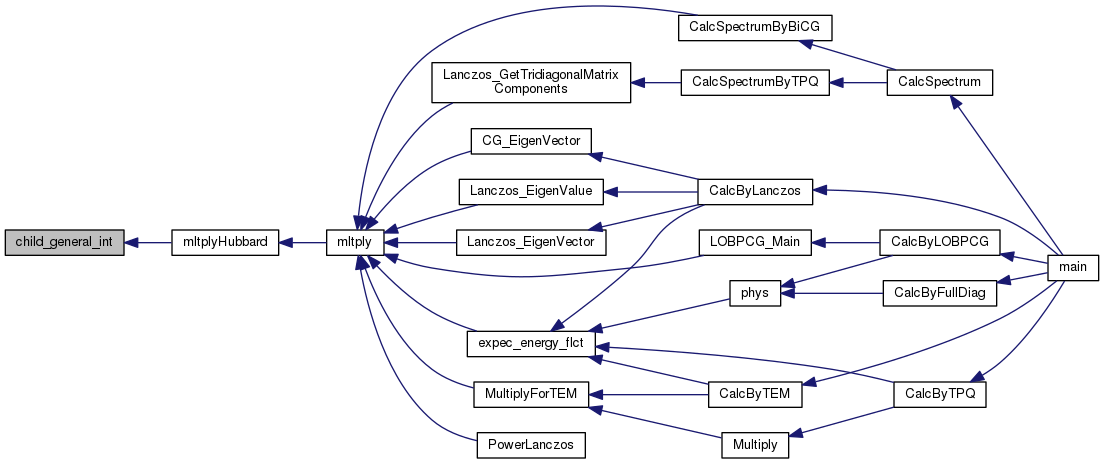 CalcSpectrumByBiCG
Lanczos_GetTridiagonalMatrix
Components
CalcSpectrumByTPQ
CalcSpectrum
CG_EigenVector
Lanczos_EigenValue
CalcByLanczos
child_general_int
mltplyHubbard
mltply
Lanczos_EigenVector
LOBPCG_Main
CalcByLOBPCG
main
phys
CalcByFullDiag
expec_energy_flct
MultiplyForTEM
CalcByTEM
CalcByTPQ
PowerLanczos
Multiply